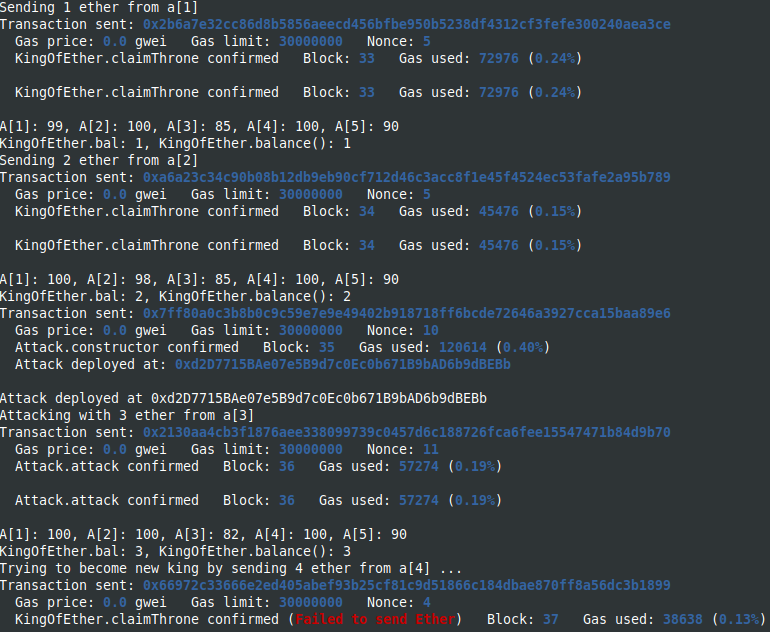 Sending 1 ether from a[1]
Transaction sent: 0x2b6a7e32cc86d8b5856aeecd456bfbe950b5238df4312cf3fefe300240aea3ce
Gas price: 0.0 gwei Gas limit: 30000000 Nonce: 5
KingOfEther.claimThrone confirmed Block: 33 Gas used: 72976 (0.24%)
KingOfEther.claimThrone confirmed Block: 33 Gas used: 72976 (0.24%)
A[1]: 99, A[2]: 100, A[3]: 85, A[4]: 100, A[5]: 90
KingOfEther.bal: 1, KingOfEther.balance(): 1
Sending 2 ether from a[2]
Transaction sent: 0xa6a23c34c90b08b12db9eb90cf712d46c3acc8f1e45f4524ec53fafe2a95b789
Gas price: 0.0 gwei Gas limit: 30000000 Nonce: 5
KingOfEther.claimThrone confirmed Block: 34 Gas used: 45476 (0.15%)
KingOfEther.claimThrone confirmed Block: 34 Gas used: 45476 (0.15%)
A[1]: 100, A[2]: 98, A[3]: 85, A[4]: 100, A[5]: 90
KingOfEther.bal: 2, KingOfEther.balance(): 2
Transaction sent: 0x7ff80a0c3b8b0c9c59e7e9e49402b918718ff6bcde72646a3927cca15baa89e6
Gas price: 0.0 gwei Gas limit: 30000000 Nonce: 10
Attack.constructor confirmed Block: 35 Gas used: 120614 (0.40%)
Attack deployed at: 0xd2D7715BAe07e5B9d7c0Ec0b671B9bAD6b9dBEBb
Attack deployed at 0xd2D7715BAe07e5B9d7c0Ec0b671B9bAD6b9dBEBb
Attacking with 3 ether from a[3]
Transaction sent: 0x2130aa4cb3f1876aee338099739c0457d6c188726fca6fee15547471b84d9b70
Gas price: 0.0 gwei Gas limit: 30000000 Nonce: 11
Attack.attack confirmed Block: 36 Gas used: 57274 (0.19%)
Attack.attack confirmed Block: 36 Gas used: 57274 (0.19%)
A[1]: 100, A[2]: 100, A[3]: 82, A[4]: 100, A[5]: 90
KingOfEther.bal: 3, KingOfEther.balance(): 3
Trying to become new king by sending 4 ether from a[4] ...
Transaction sent: 0x66972c33666e2ed405abef93b25cf81c9d51866c184dbae870ff8a56dc3b1899
Gas price: 0.0 gwei Gas limit: 30000000 Nonce: 4
KingOfEther.claimThrone confirmed (Failed to send Ether) Block: 37 Gas used: 38638 (0.13%)